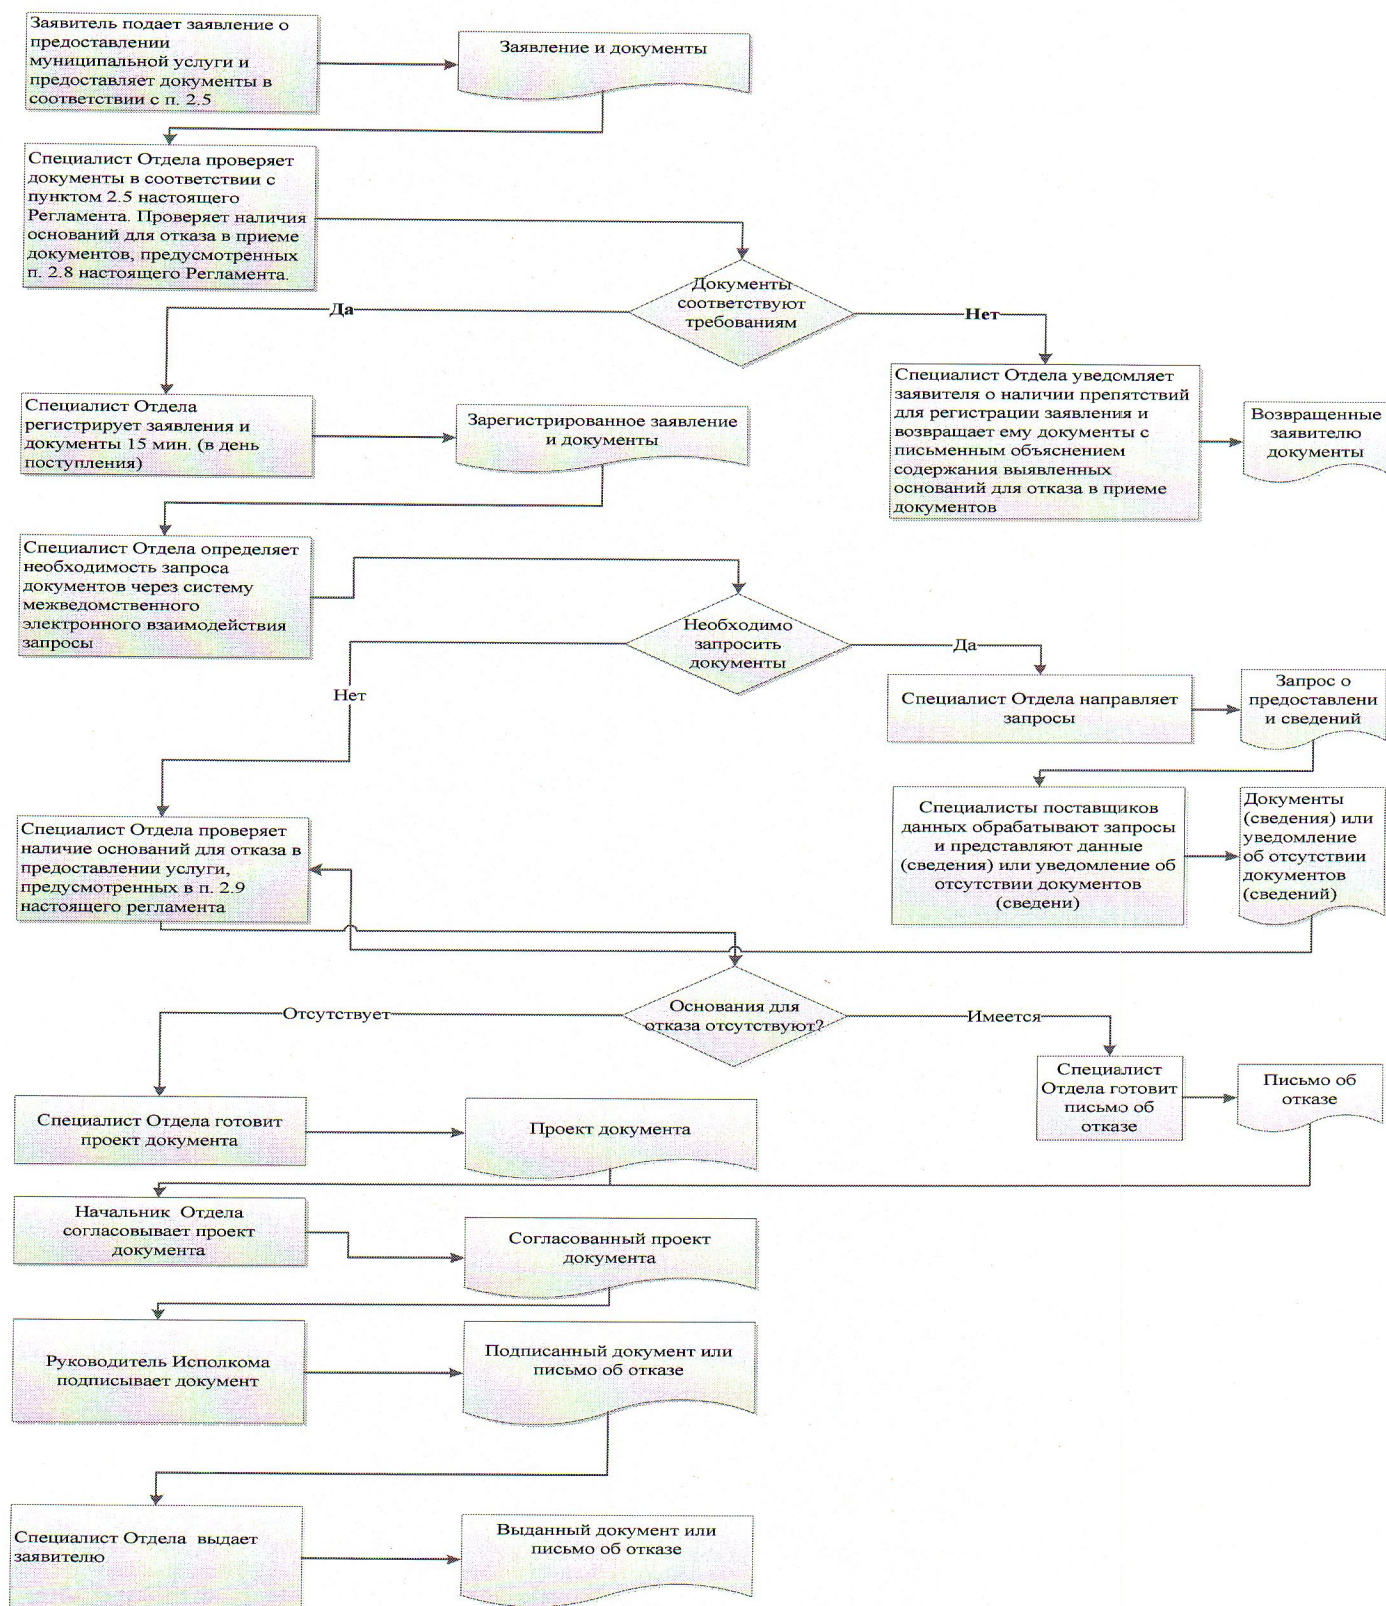 Заявитель подает заявление о
предоставлении
муниципальной услуги и
предоставляет документы в
соответствии с п. 2.5
Заявление и документы
Специалист Отдела проверяет
документы в соответствии с
пунктом 2.5 настоящего
Регламента. Проверяет наличия
оснований для отказа в приеме
документов, предусмотренных
п. 2.8 настоящего Регламента.
Документы
соответствуют
требованиям
Да
Нет
Специалист Отдела
регистрирует заявления и
документы 15 мин. (в день
поступления)
Зарегистрированное заявление
и документы
Специалист Отдела уведомляет
заявителя о наличии препятствий
для регистрации заявления и
возвращает ему документы с
письменным объяснением
содержания выявленных
оснований для отказа в приеме
документов
Возвращенные
заявителю
документы
Специалист Отдела определяет
необходимость запроса
документов через систему
межведомственного
электронного взаимодействия
запросы
Необходимо
запросить
документы
Да
Нет
Специалист Отдела направляет
запросы
Запрос о
предоставлени
и сведений
Специалисты поставщиков
данных обрабатывают запросы
и представляют данные
(сведения) или уведомление об
отсутствии документов
(сведени)
Документы
(сведения) или
уведомление
об отсутствии
документов
(сведений)
Специалист Отдела проверяет
наличие оснований для отказа в
предоставлении услуги,
предусмотренных в п. 2.9
настоящего регламента
Основания для
отказа отсутствуют?
Отсутствует
Имеется
Специалист
Отдела готовит
письмо об
отказе
Письмо об
отказе
Специалист Отдела готовит
проект документа
Проект документа
Начальник Отдела
согласовывает проект
документа
Согласованный проект
документа
Руководитель Исполкома
подписывает документ
Подписанный документ или
письмо об отказе
Специалист Отдела выдает
заявителю
Выданный документ или
письмо об отказе